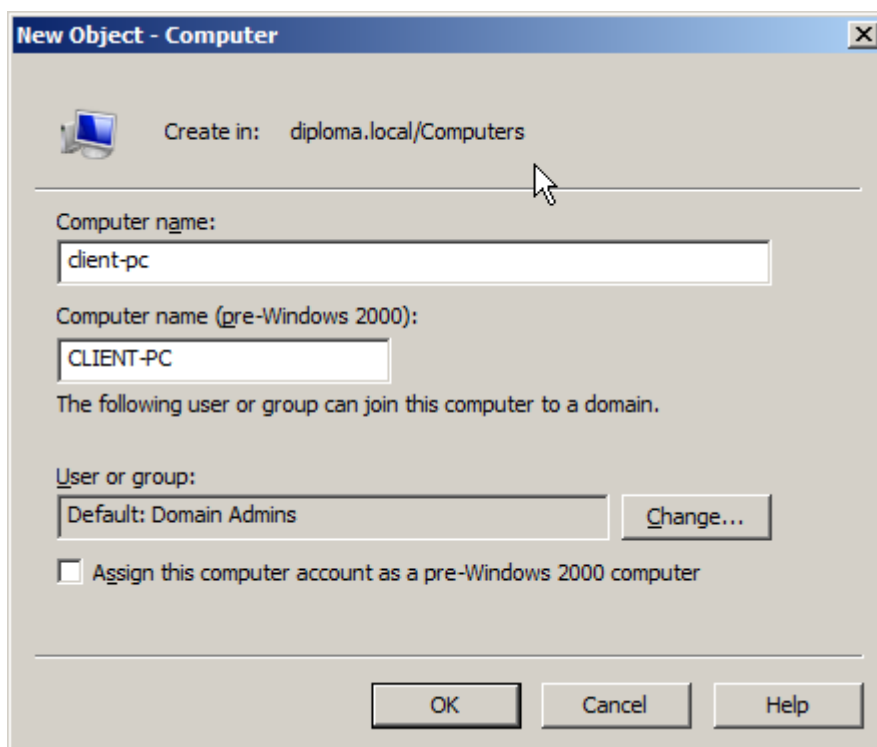 New Object - Computer
Create in: diploma.local/Computers
Computer name:
client-pc
Computer name (pre-Windows 2000):
CLIENT-PC
The following user or group can join this computer to a domain.
User or group:
Default: Domain Admins
Change...
Assign this computer account as a pre-Windows 2000 computer
OK Cancel Help